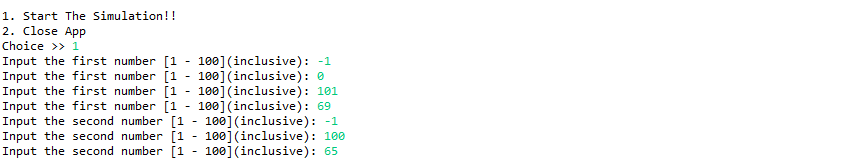 1. Start The Simulation!!
2. Close App
Choice >> 1
Input the first number [1 - 100](inclusive): -1
Input the first number [1 - 100](inclusive): 0
Input the first number [1 - 100](inclusive): 101
Input the first number [1 - 100](inclusive): 69
Input the second number [1 - 100](inclusive): -1
Input the second number [1 - 100](inclusive): 100
Input the second number [1 - 100](inclusive): 65